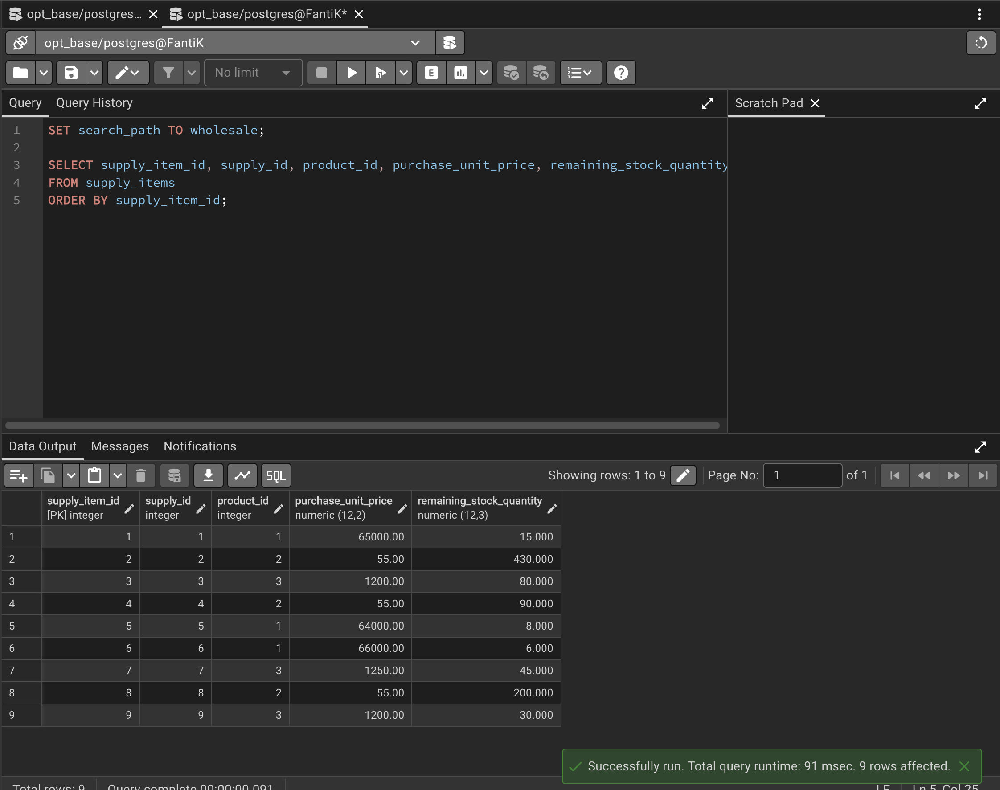 opt_base/postgres... opt_base/postgres@FantiK*
opt_base/postgres@FantiK
No limit
Query Query History
Scratch Pad
1 SET search_path TO wholesale;
2
3 SELECT supply_item_id, supply_id, product_id, purchase_unit_price, remaining_stock_quantity
4 FROM supply_items
5 ORDER BY supply_item_id;
Data Output Messages Notifications
SQL Showing rows: 1 to 9 Page No: 1 of 1
supply_item_id supply_id product_id purchase_unit_price remaining_stock_quantity
[PK] integer integer integer numeric (12,2) numeric (12,3)
1 1 1 1 65000.00 15.000
2 2 2 2 55.00 430.000
3 3 3 3 1200.00 80.000
4 4 4 2 55.00 90.000
5 5 5 1 64000.00 8.000
6 6 6 1 66000.00 6.000
7 7 7 3 1250.00 45.000
8 8 8 2 55.00 200.000
9 9 9 3 1200.00 30.000
Successfully run. Total query runtime: 91 msec. 9 rows affected.
Total rows: 9 Query complete 00:00:00.091 LF Ln 5, Col 25